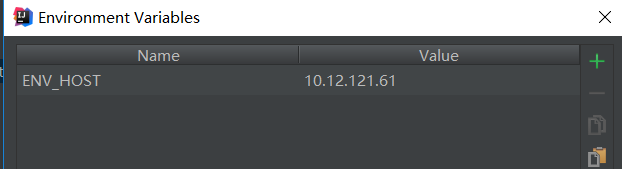 Environment Variables
Name Value
ENV_HOST 10.12.121.61